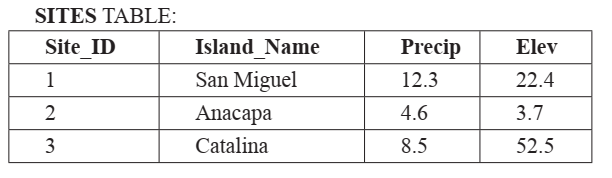 SITES TABLE:
Site_ID Island_Name Precip Elev
1 San Miguel 12.3 22.4
2 Anacapa 4.6 3.7
3 Catalina 8.5 52.5